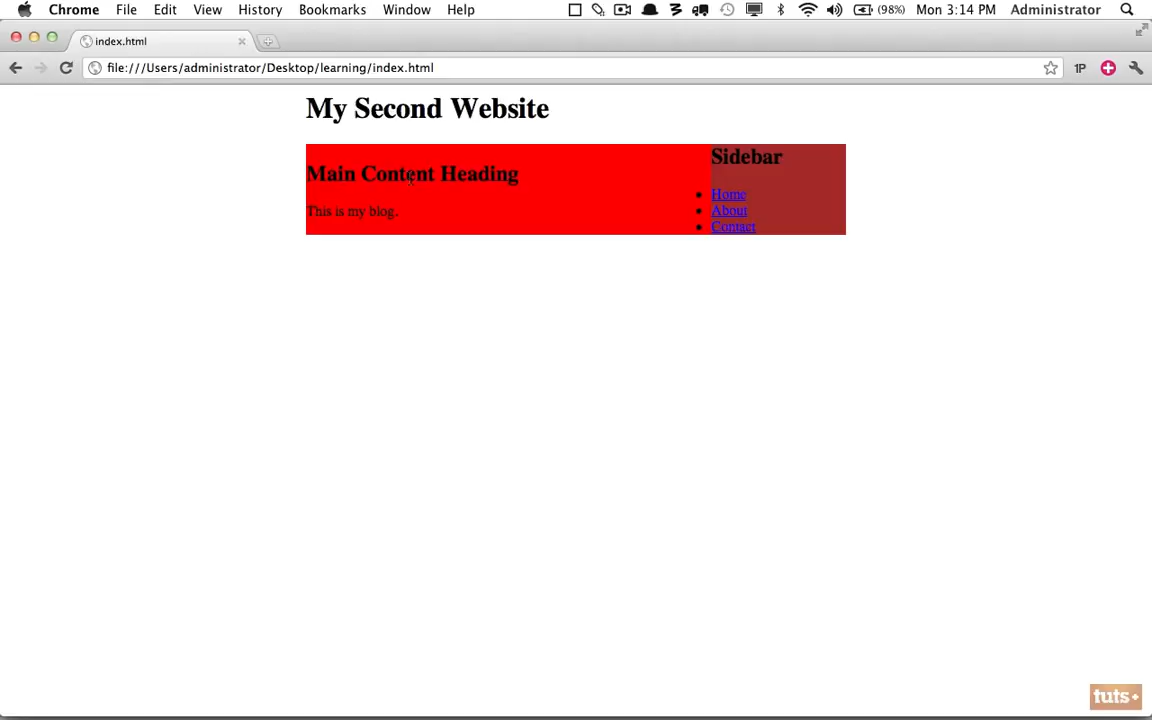 Chrome File Edit View History Bookmarks Window Help (98%) Mon 3:14 PM Administrator
index.html
file:///Users/administrator/Desktop/learning/index.html 1P
My Second Website
Sidebar
Main Content Heading
Home
This is my blog.
About
Contact
tuts+